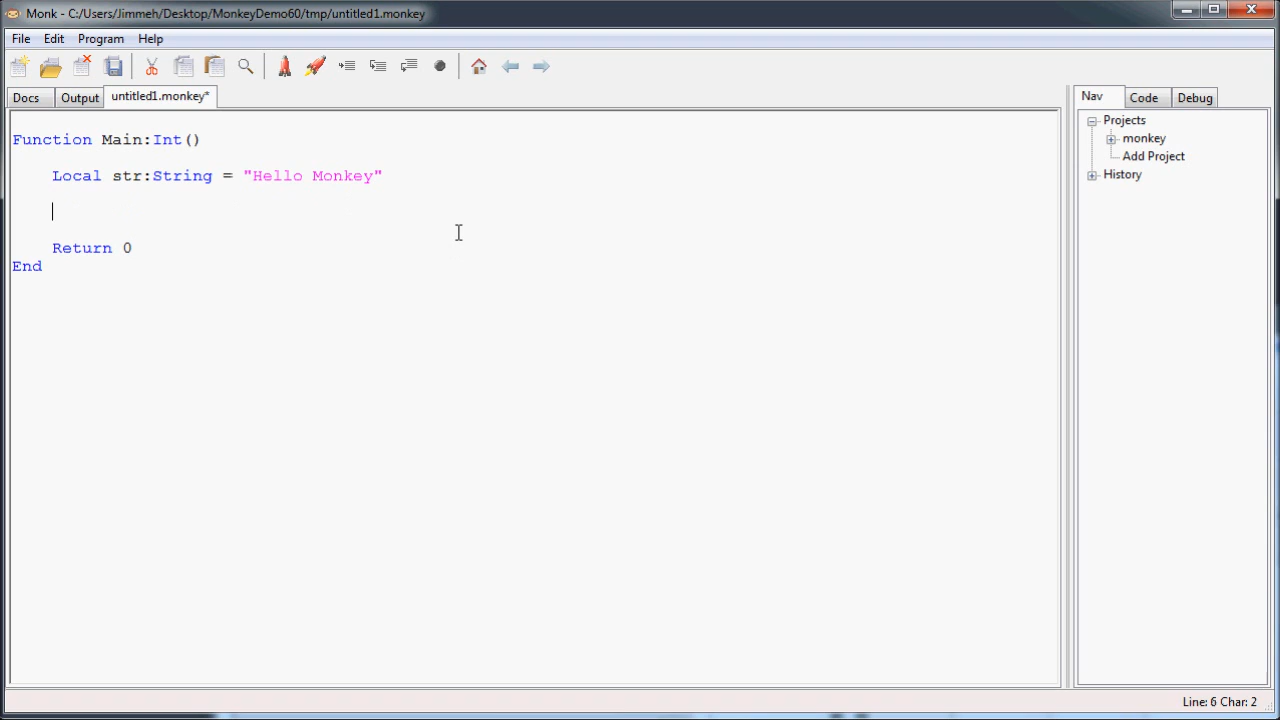 Monk - C:/Users/Jimmeh/Desktop/MonkeyDemo60/tmp/untitled1.monkey
File Edit Program Help
Docs Output untitled1.monkey*
Function Main:Int()
Local str:String = "Hello Monkey"
Return 0
End
Nav Code Debug
Projects
monkey
Add Project
History
Line: 6 Char: 2